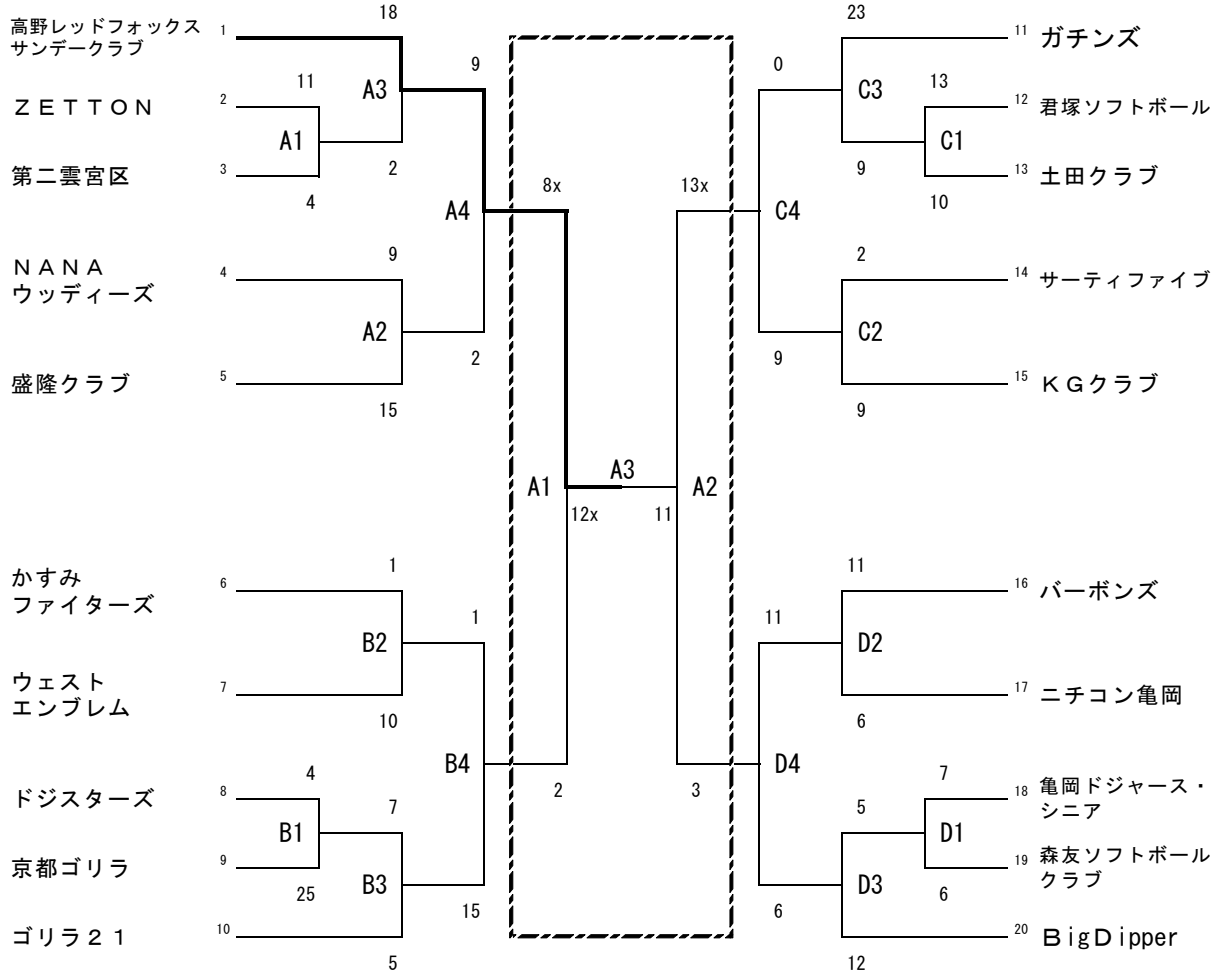 18
23
高野レッドフォックス
サンデークラブ
1
11
ガチンズ
9
0
11
A3
C3
13
ＺＥＴＴＯＮ
2
12
君塚ソフトボール
A1
C1
第二雲宮区
3
2
9
13
土田クラブ
4
10
8x
13x
A4
C4
9
2
ＮＡＮＡ
ウッディーズ
4
14
サーティファイブ
A2
C2
2
9
盛隆クラブ
5
15
ＫＧクラブ
15
9
A3
A1
A2
12x
11
1
11
かすみ
ファイターズ
6
16
バーボンズ
1
11
B2
D2
ウェスト
エンブレム
7
17
ニチコン亀岡
10
6
B4
D4
4
7
2
3
ドジスターズ
8
18
亀岡ドジャース・
シニア
7
5
B1
D1
京都ゴリラ
9
19
森友ソフトボール
クラブ
25
B3
D3
6
15
6
ゴリラ２１
10
20
ＢigＤipper
5
12